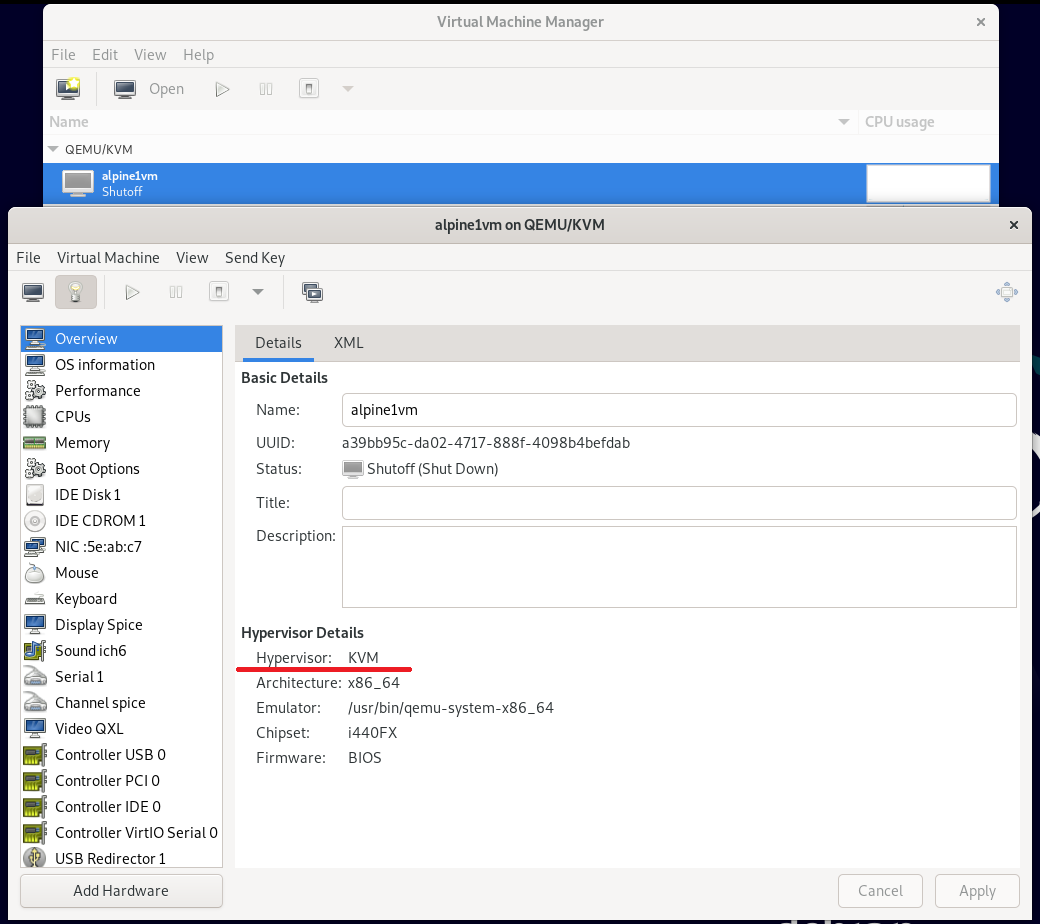 Virtual Machine Manager
File Edit View Help
Open
Name CPU usage
QEMU/KVM
alpine1vm
Shutoff
alpine1vm on QEMU/KVM
File Virtual Machine View Send Key
Overview
OS information
Performance
CPUs
Memory
Boot Options
IDE Disk 1
IDE CDROM 1
NIC :5e:ab:c7
Mouse
Keyboard
Display Spice
Sound ich6
Serial 1
Channel spice
Video QXL
Controller USB 0
Controller PCI 0
Controller IDE 0
Controller VirtIO Serial 0
USB Redirector 1
Add Hardware
Details XML
Basic Details
Name: alpine1vm
UUID: a39bb95c-da02-4717-888f-4098b4befdab
Status: Shutoff (Shut Down)
Title:
Description:
Hypervisor Details
Hypervisor: KVM
Architecture: x86_64
Emulator: /usr/bin/qemu-system-x86_64
Chipset: i440FX
Firmware: BIOS
Cancel Apply